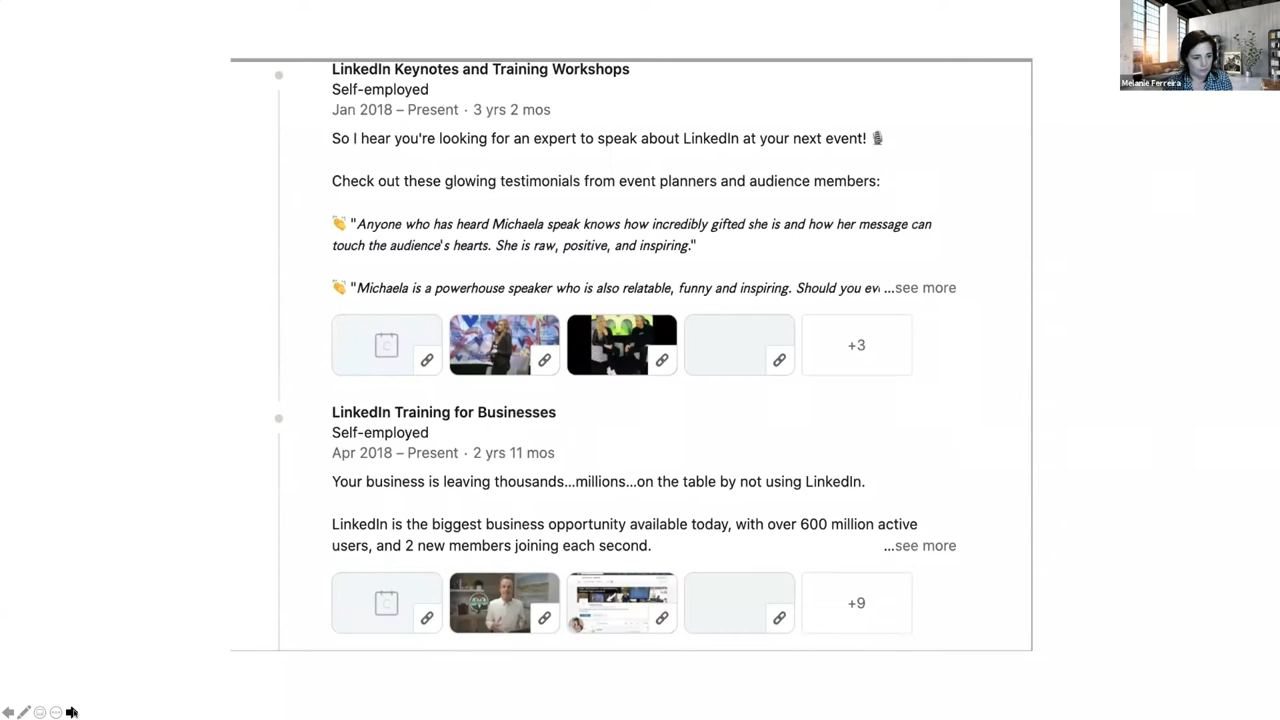 Melanie Ferreira
LinkedIn Keynotes and Training Workshops
Self-employed
Jan 2018 – Present · 3 yrs 2 mos
So I hear you're looking for an expert to speak about LinkedIn at your next event! 🎙️
Check out these glowing testimonials from event planners and audience members:
👏 "Anyone who has heard Michaela speak knows how incredibly gifted she is and how her message can
touch the audience's hearts. She is raw, positive, and inspiring."
👏 "Michaela is a powerhouse speaker who is also relatable, funny and inspiring. Should you ev ...see more
+3
LinkedIn Training for Businesses
Self-employed
Apr 2018 – Present · 2 yrs 11 mos
Your business is leaving thousands...millions...on the table by not using LinkedIn.
LinkedIn is the biggest business opportunity available today, with over 600 million active
users, and 2 new members joining each second. ...see more
+9